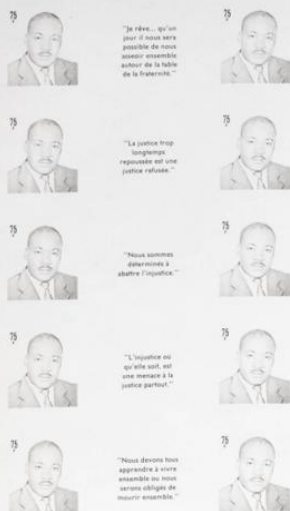 75
75
"Je rêve... qu'un
jour il nous sera
possible de nous
asseoir ensemble
autour de la table
de la fraternité."
75
75
"La justice trop
longtemps
repoussée est une
justice refusée."
75
75
"Nous sommes
déterminés à
abattre l'injustice."
75
75
"L'injustice où
qu'elle soit, est
une menace à la
justice partout."
75
75
"Nous devons tous
apprendre à vivre
ensemble ou nous
serons obligés de
mourir ensemble."